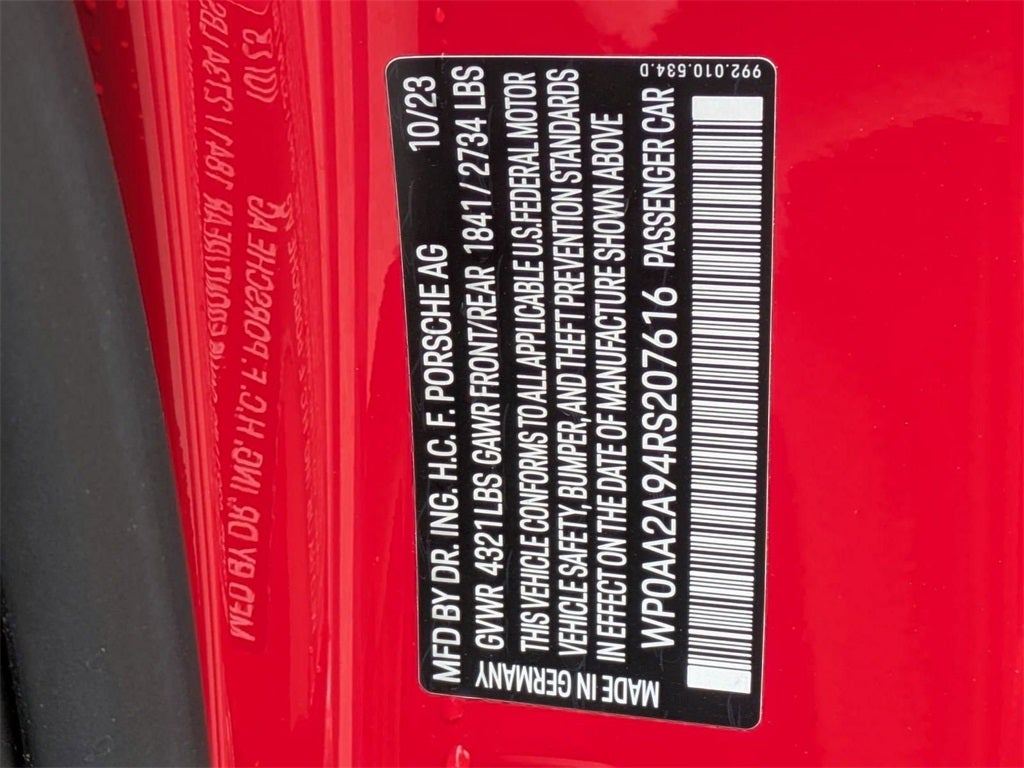 MFD BY DR. ING. H.C. F. PORSCHE AG 10/23
GVWR 4321 LBS GAWR FRONT/REAR 1841 / 2734 LBS
THIS VEHICLE CONFORMS TO ALL APPLICABLE U.S. FEDERAL MOTOR
VEHICLE SAFETY, BUMPER, AND THEFT PREVENTION STANDARDS
IN EFFECT ON THE DATE OF MANUFACTURE SHOWN ABOVE
WP0AA2A94RS207616 PASSENGER CAR
MADE IN GERMANY
992.010.534.D